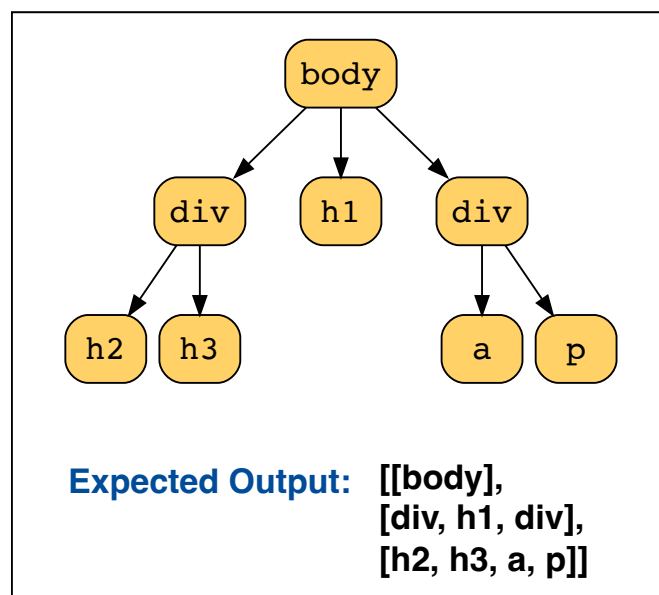 body
div h1 div
h2 h3 a p
Expected Output: [[body],
[div, h1, div],
[h2, h3, a, p]]